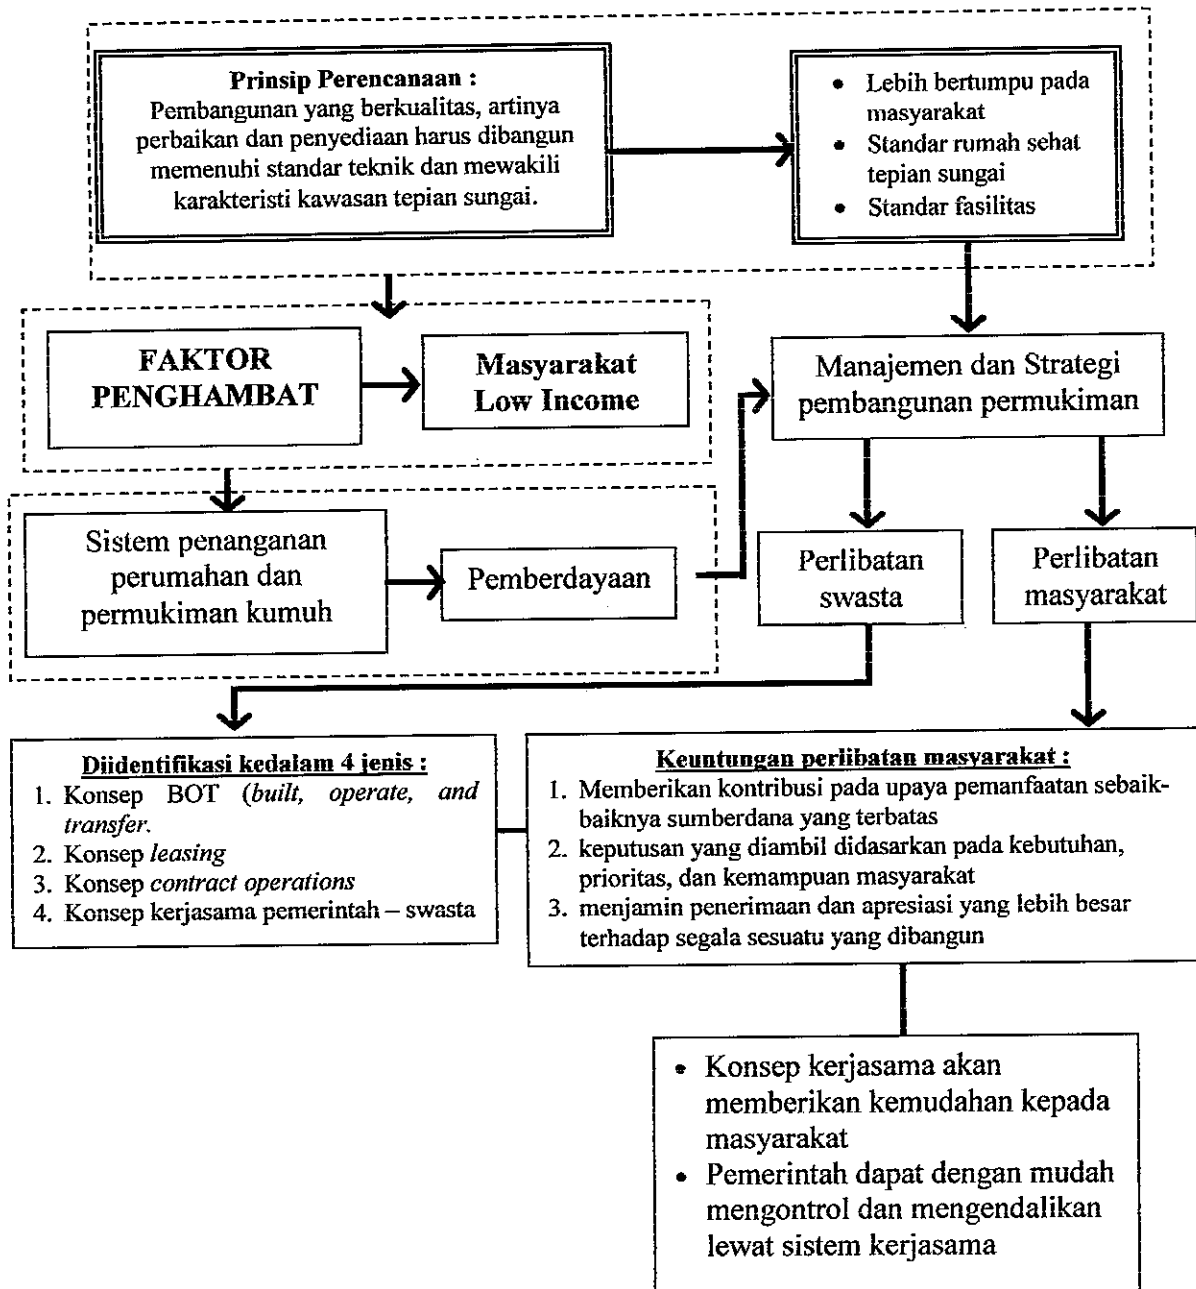 Prinsip Perencanaan :
Pembangunan yang berkualitas, artinya
perbaikan dan penyediaan harus dibangun
memenuhi standar teknik dan mewakili
karakteristi kawasan tepian sungai.
• Lebih bertumpu pada
masyarakat
• Standar rumah sehat
tepian sungai
• Standar fasilitas
FAKTOR
PENGHAMBAT
Masyarakat
Low Income
Manajemen dan Strategi
pembangunan permukiman
Sistem penanganan
perumahan dan
permukiman kumuh
Pemberdayaan
Perlibatan
swasta
Perlibatan
masyarakat
Diidentifikasi kedalam 4 jenis :
1. Konsep BOT (built, operate, and
transfer.
2. Konsep leasing
3. Konsep contract operations
4. Konsep kerjasama pemerintah – swasta
Keuntungan perlibatan masyarakat :
1. Memberikan kontribusi pada upaya pemanfaatan sebaik-
baiknya sumberdana yang terbatas
2. keputusan yang diambil didasarkan pada kebutuhan,
prioritas, dan kemampuan masyarakat
3. menjamin penerimaan dan apresiasi yang lebih besar
terhadap segala sesuatu yang dibangun
• Konsep kerjasama akan
memberikan kemudahan kepada
masyarakat
• Pemerintah dapat dengan mudah
mengontrol dan mengendalikan
lewat sistem kerjasama